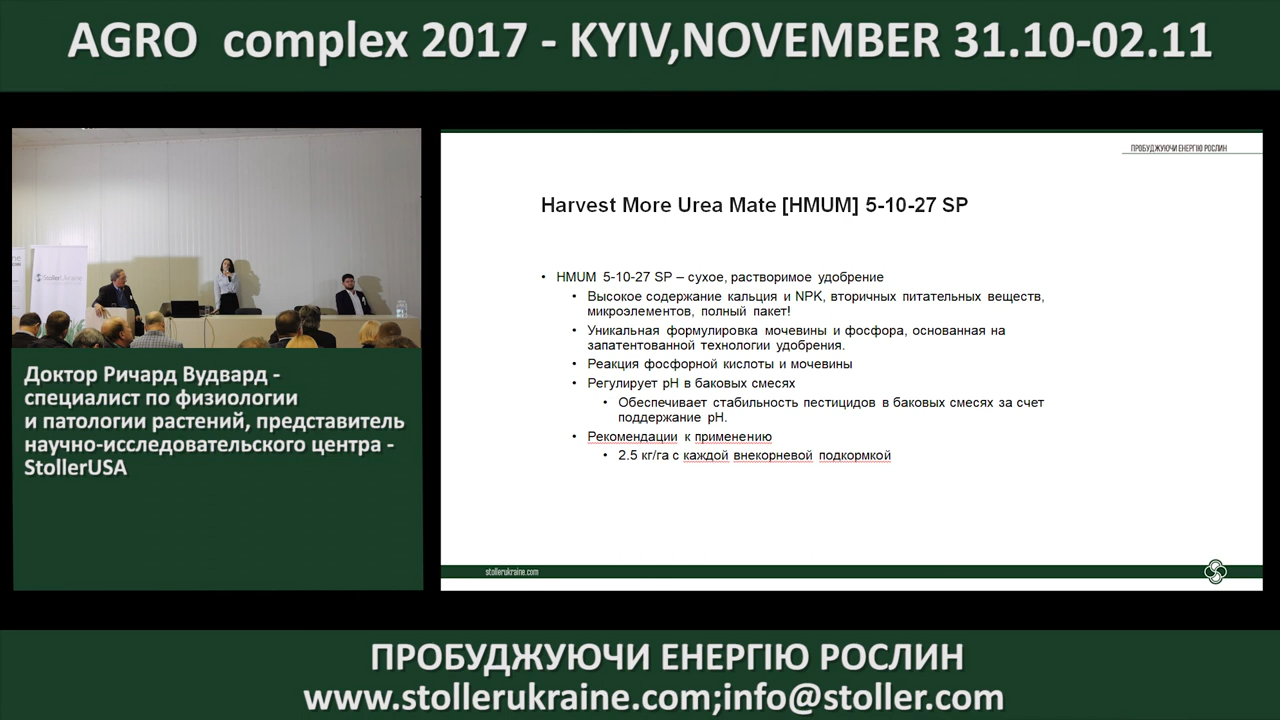 AGRO complex 2017 - KYIV,NOVEMBER 31.10-02.11
StollerUkraine
Доктор Ричард Вудвард -
специалист по физиологии
и патологии растений, представитель
научно-исследовательского центра -
StollerUSA
ПРОБУДЖУЮЧИ ЕНЕРГІЮ РОСЛИН
Harvest More Urea Mate [HMUM] 5-10-27 SP
• HMUM 5-10-27 SP – сухое, растворимое удобрение
• Высокое содержание кальция и NPK, вторичных питательных веществ,
микроэлементов, полный пакет!
• Уникальная формулировка мочевины и фосфора, основанная на
запатентованной технологии удобрения.
• Реакция фосфорной кислоты и мочевины
• Регулирует pH в баковых смесях
• Обеспечивает стабильность пестицидов в баковых смесях за счет
поддержание pH.
• Рекомендации к применению
• 2.5 кг/га с каждой внекорневой подкормкой
stollerukraine.com
ПРОБУДЖУЮЧИ ЕНЕРГІЮ РОСЛИН
www.stollerukraine.com;info@stoller.com